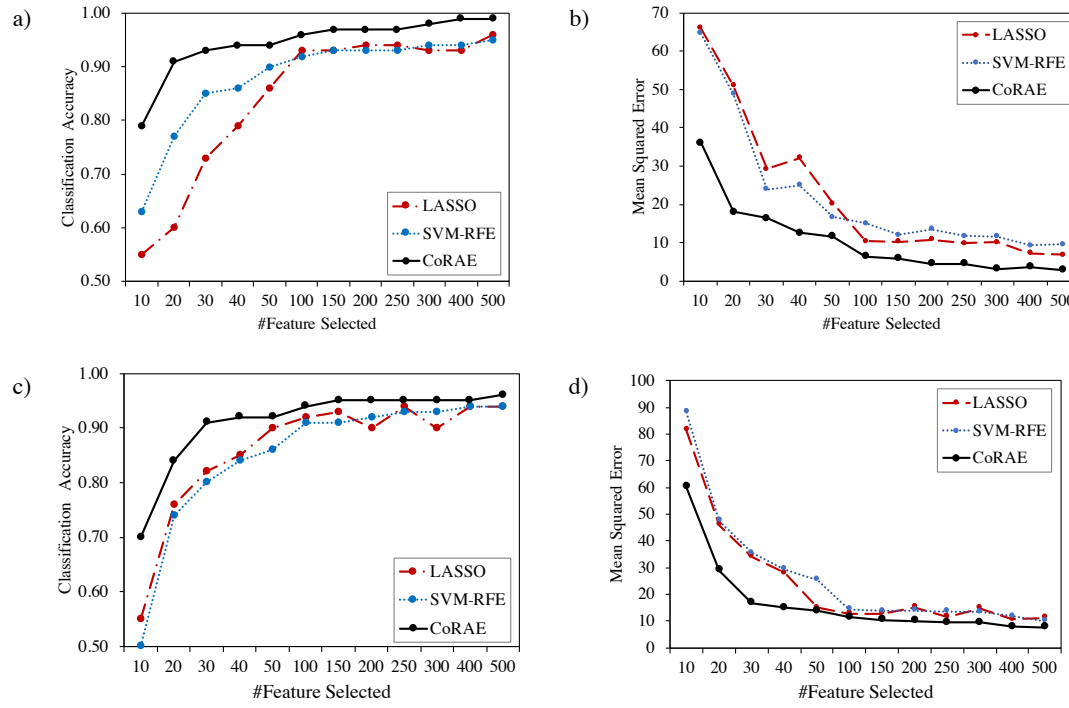 a)
1.00
0.90
0.80
0.70
0.60
0.50
Classification Accuracy
LASSO
SVM-RFE
CoRAE
10 20 30 40 50 100 150 200 250 300 400 500
#Feature Selected
b)
70
60
50
40
30
20
10
0
Mean Squared Error
LASSO
SVM-RFE
CoRAE
10 20 30 40 50 100 150 200 250 300 400 500
#Feature Selected
c)
1.00
0.90
0.80
0.70
0.60
0.50
Classification Accuracy
LASSO
SVM-RFE
CoRAE
10 20 30 40 50 100 150 200 250 300 400 500
#Feature Selected
d)
100
90
80
70
60
50
40
30
20
10
0
Mean Squared Error
LASSO
SVM-RFE
CoRAE
10 20 30 40 50 100 150 200 250 300 400 500
#Feature Selected